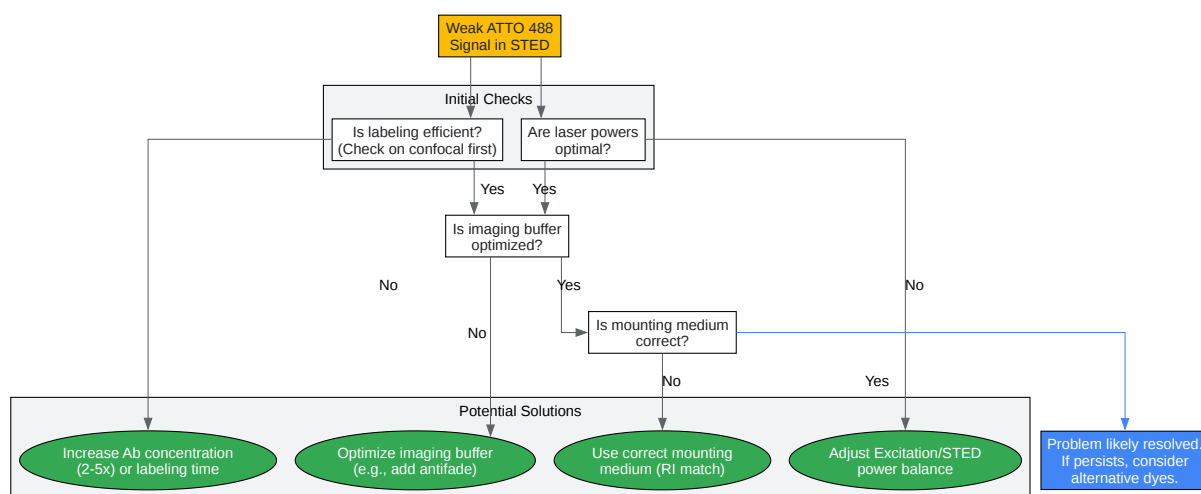 Weak ATTO 488
Signal in STED
Initial Checks
Is labeling efficient?
(Check on confocal first)
Are laser powers
optimal?
Yes
Yes
Is imaging buffer
optimized?
No
Yes
No
No
Is mounting medium
correct?
No
Yes
Potential Solutions
Increase Ab concentration
(2-5x) or labeling time
Optimize imaging buffer
(e.g., add antifade)
Use correct mounting
medium (RI match)
Adjust Excitation/STED
power balance
Problem likely resolved.
If persists, consider
alternative dyes.